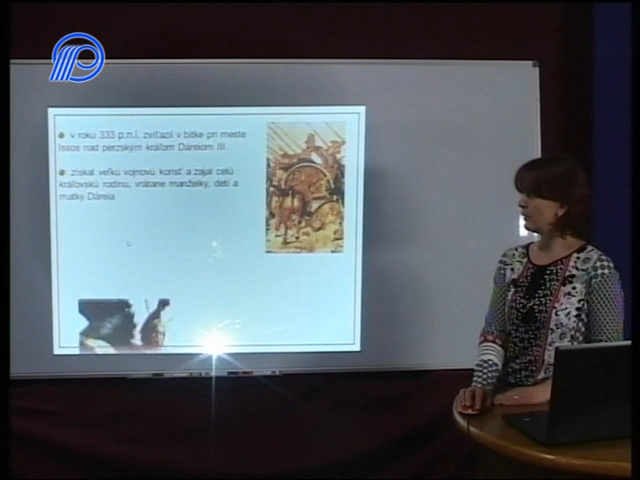 v roku 333 p.n.l. zvíťazil v bitke pri meste
Issos nad perzským kráľom Dáreiom III.
získal veľkú vojnovú korisť a zajal celú
kráľovskú rodinu, vrátane manželky, detí a
matky Dáreia